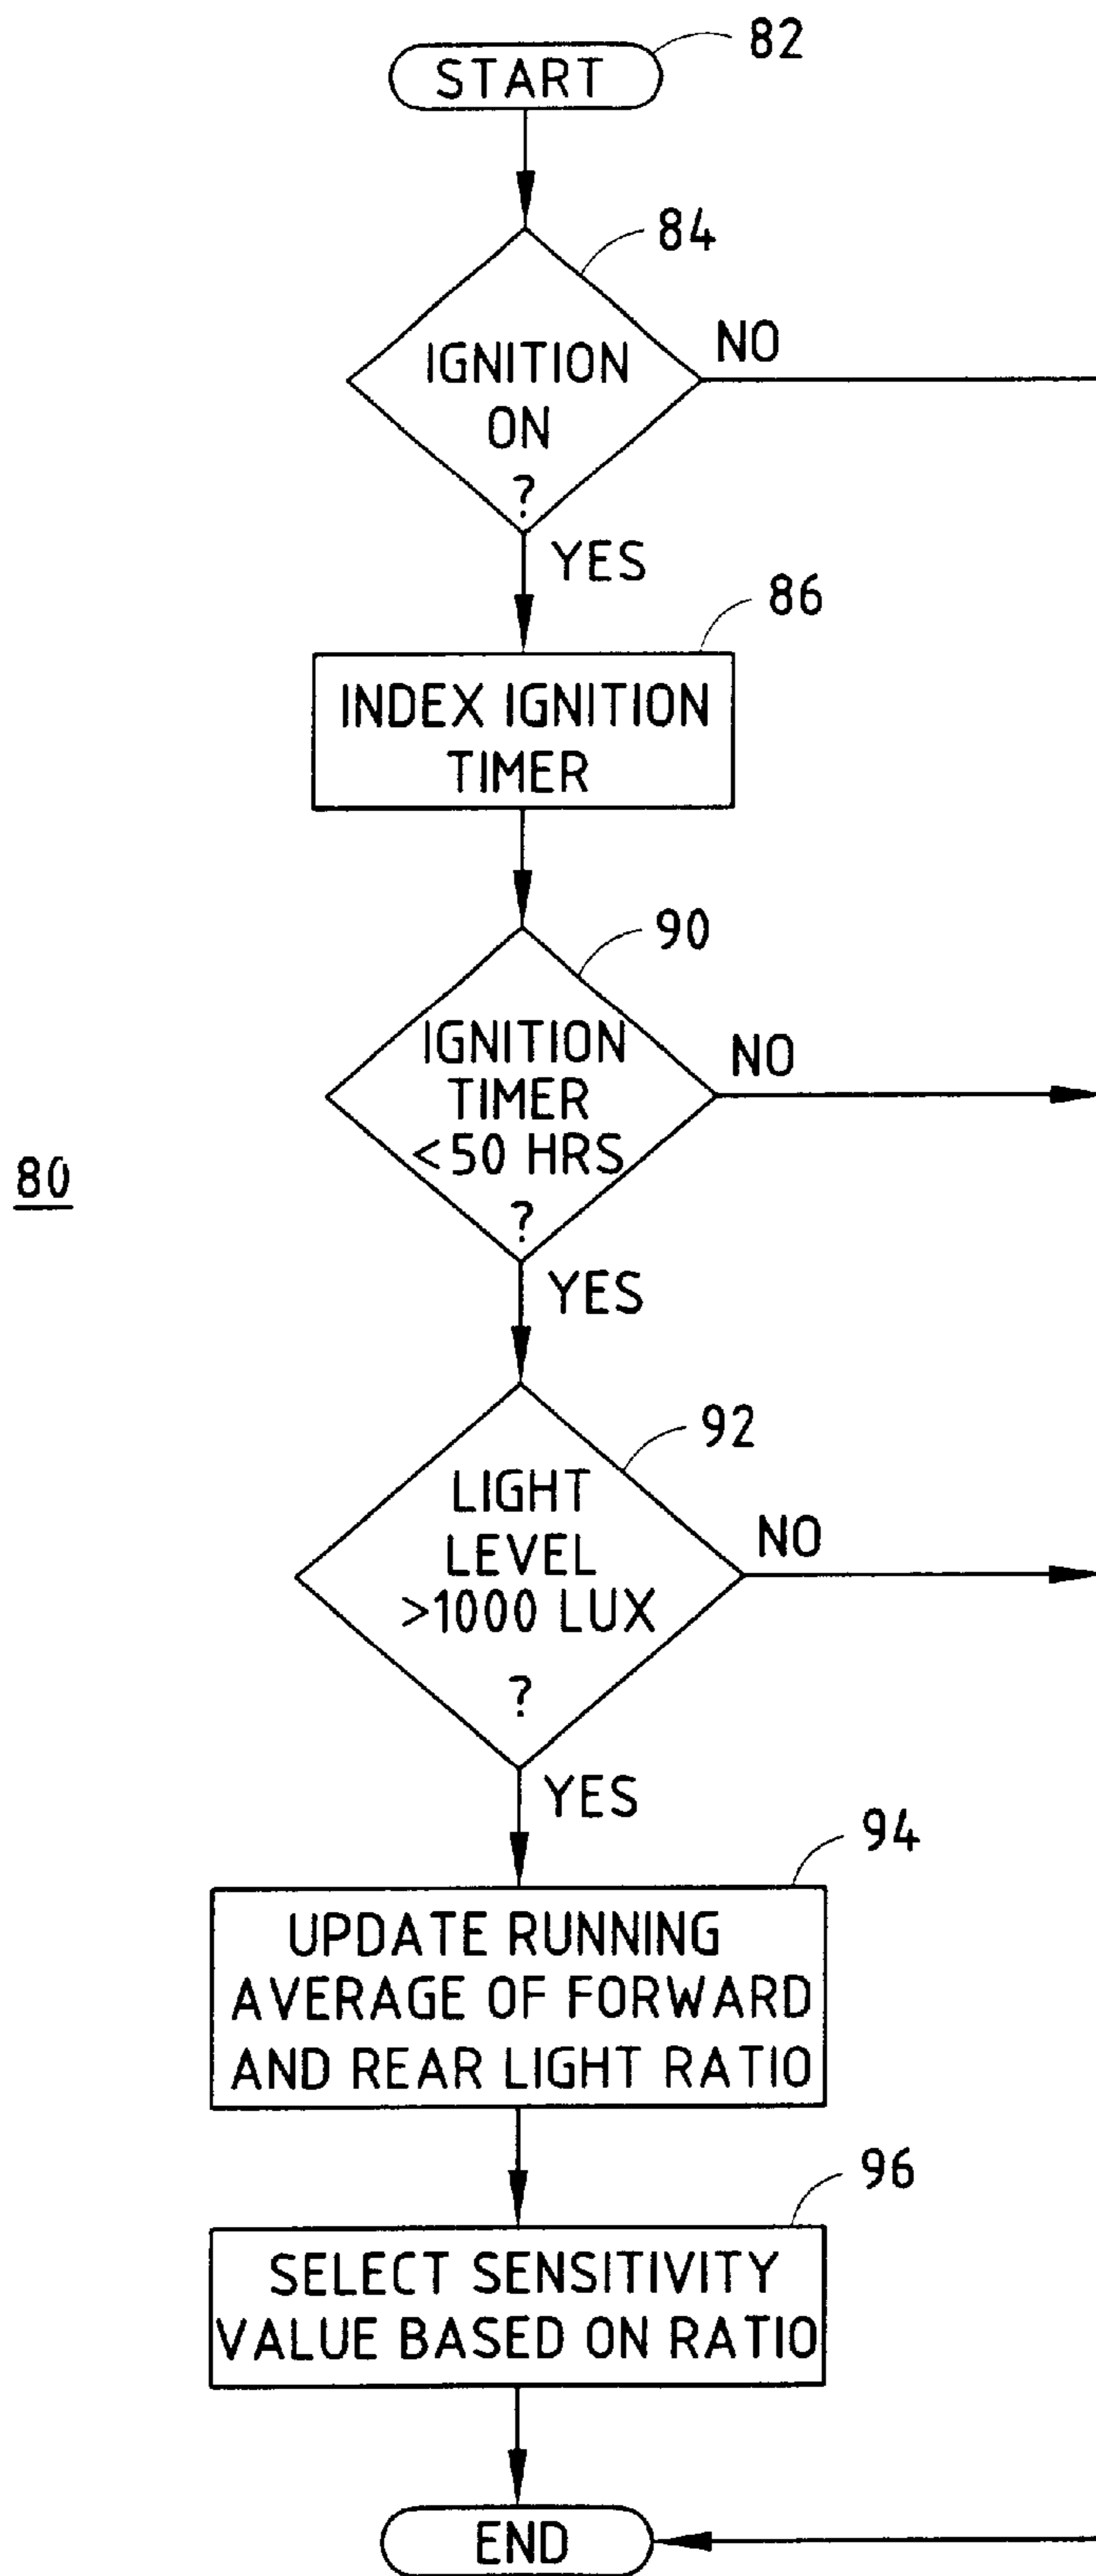 82
START
84
IGNITION
ON
?
NO
YES
86
INDEX IGNITION
TIMER
90
IGNITION
TIMER
<50 HRS
?
NO
80
YES
92
LIGHT
LEVEL
>1000 LUX
?
NO
YES
94
UPDATE RUNNING
AVERAGE OF FORWARD
AND REAR LIGHT RATIO
96
SELECT SENSITIVITY
VALUE BASED ON RATIO
END